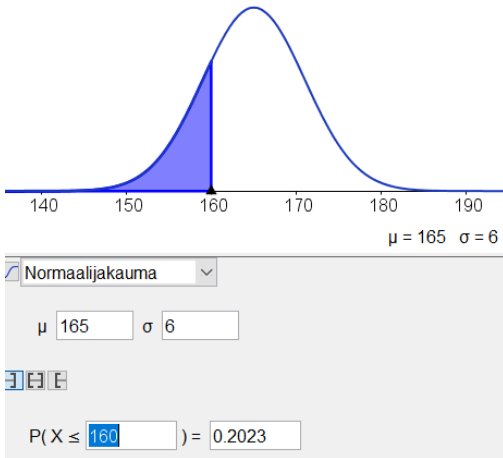 140 150 160 170 180 190
μ = 165 σ = 6
Normaalijakauma
μ 165 σ 6
P( X ≤ 160 ) = 0.2023